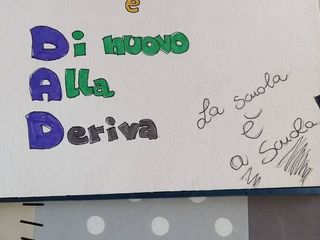 e
Di nuovo
Alla
Deriva
La scuola
è
a Scuola